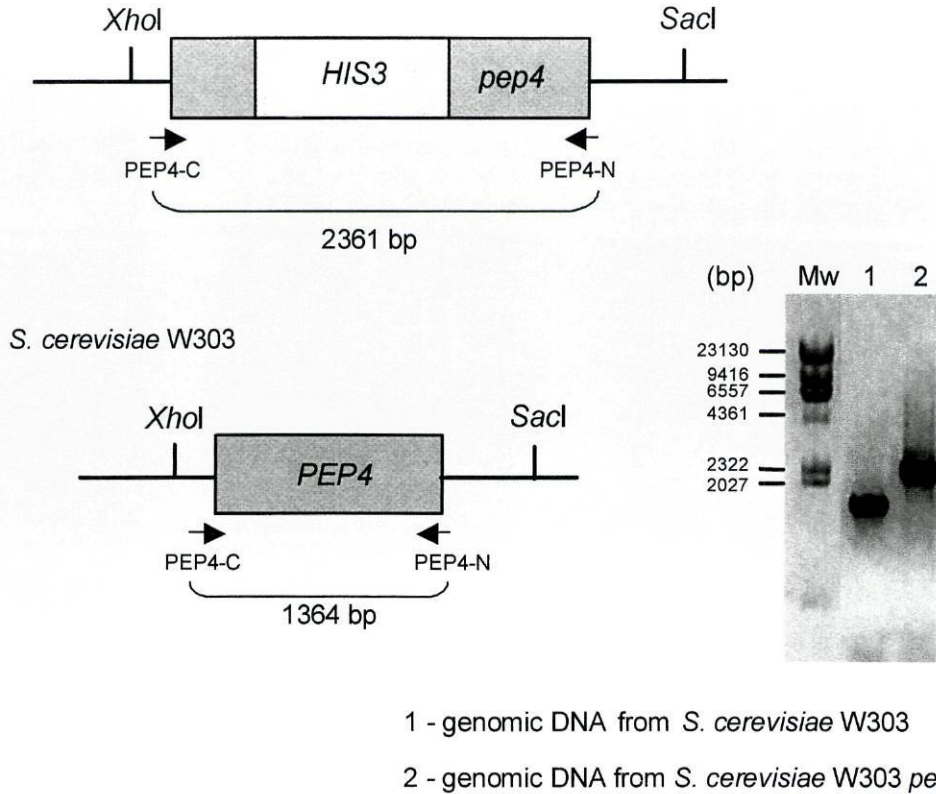 XhoI SacI
HIS3 pep4
PEP4-C PEP4-N
2361 bp
S. cerevisiae W303
XhoI SacI
PEP4
PEP4-C PEP4-N
1364 bp
(bp) Mw 1 2
23130
9416
6557
4361
2322
2027
1 - genomic DNA from S. cerevisiae W303
2 - genomic DNA from S. cerevisiae W303 pe